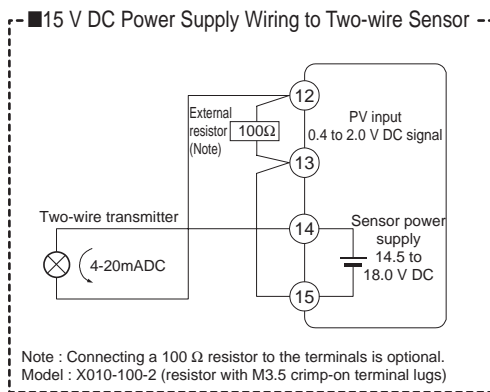 ■15 V DC Power Supply Wiring to Two-wire Sensor
12
External
resistor
(Note)
100Ω
PV input
0.4 to 2.0 V DC signal
13
Two-wire transmitter
14
Sensor power
supply
14.5 to
18.0 V DC
4-20mADC
15
Note : Connecting a 100 Ω resistor to the terminals is optional.
Model : X010-100-2 (resistor with M3.5 crimp-on terminal lugs)